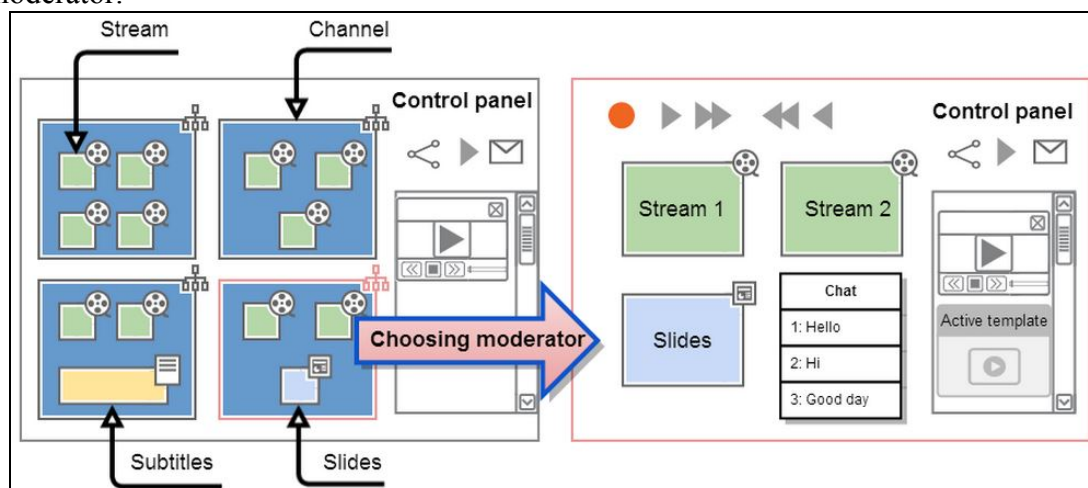 moderator.
Stream
Channel
Control panel
Choosing moderator
Subtitles
Slides
Control panel
Stream 1
Stream 2
Slides
Chat
1: Hello
2: Hi
3: Good day
Active template